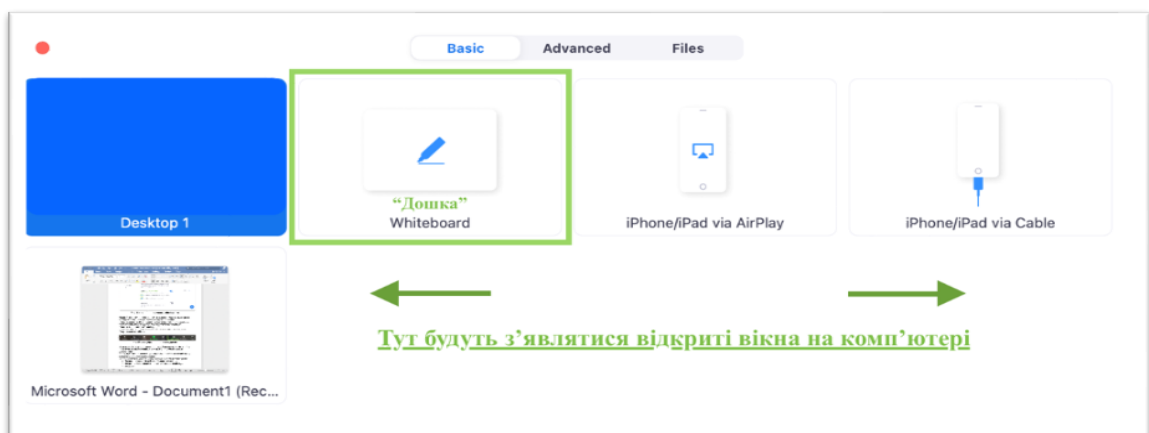 Basic Advanced Files
Desktop 1
“Дошка”
Whiteboard
iPhone/iPad via AirPlay
iPhone/iPad via Cable
Тут будуть з’являтися відкриті вікна на комп’ютері
Microsoft Word - Document1 (Rec...